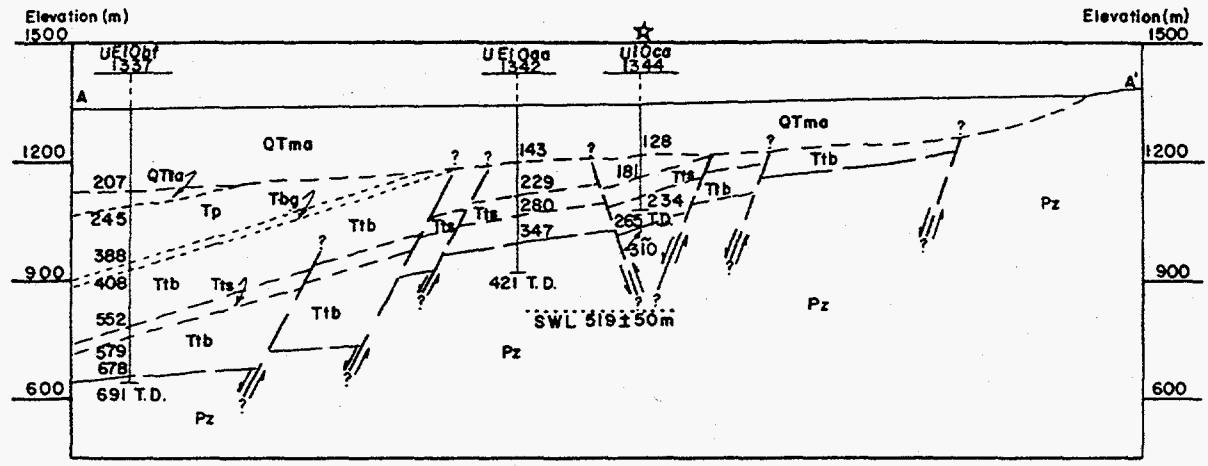 Elevation (m)
Elevation (m)
1500
1500
UE10bf
1337
UE10aa
1342
U10ca
1344
A
A'
QTma
QTma
1200
1200
207
QTta
245
Tp
Tbg
388
408
900
900
Ttb
Ttb
Tts
552
579
Ttb
678
691 T.D.
600
600
Pz
?
?
?
?
?
Ttb
Tts
Tts
143
229
280
347
421 T.D.
?
?
128
181
234
265 T.D.
~310
Tts
Ttb
?
?
?
?
Ttb
?
?
?
SWL 519±50m
Pz
Pz
Pz